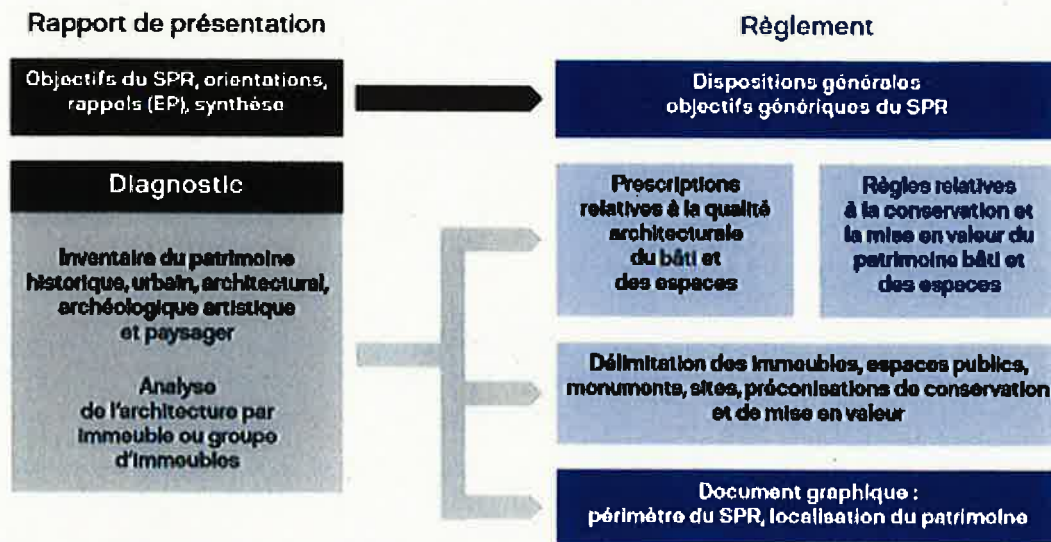 Rapport de présentation
Objectifs du SPR, orientations,
rappels (EP), synthèse
Diagnostic
Inventaire du patrimoine
historique, urbain, architectural,
archéologique artistique
et paysager
Analyse
de l'architecture par
immeuble ou groupe
d'immeubles
Règlement
Dispositions générales
objectifs génériques du SPR
Prescriptions
relatives à la qualité
architecturale
du bâti et
des espaces
Règles relatives
à la conservation et
la mise en valeur du
patrimoine bâti et
des espaces
Délimitation des immeubles, espaces publics,
monuments, sites, préconisations de conservation
et de mise en valeur
Document graphique :
périmètre du SPR, localisation du patrimoine